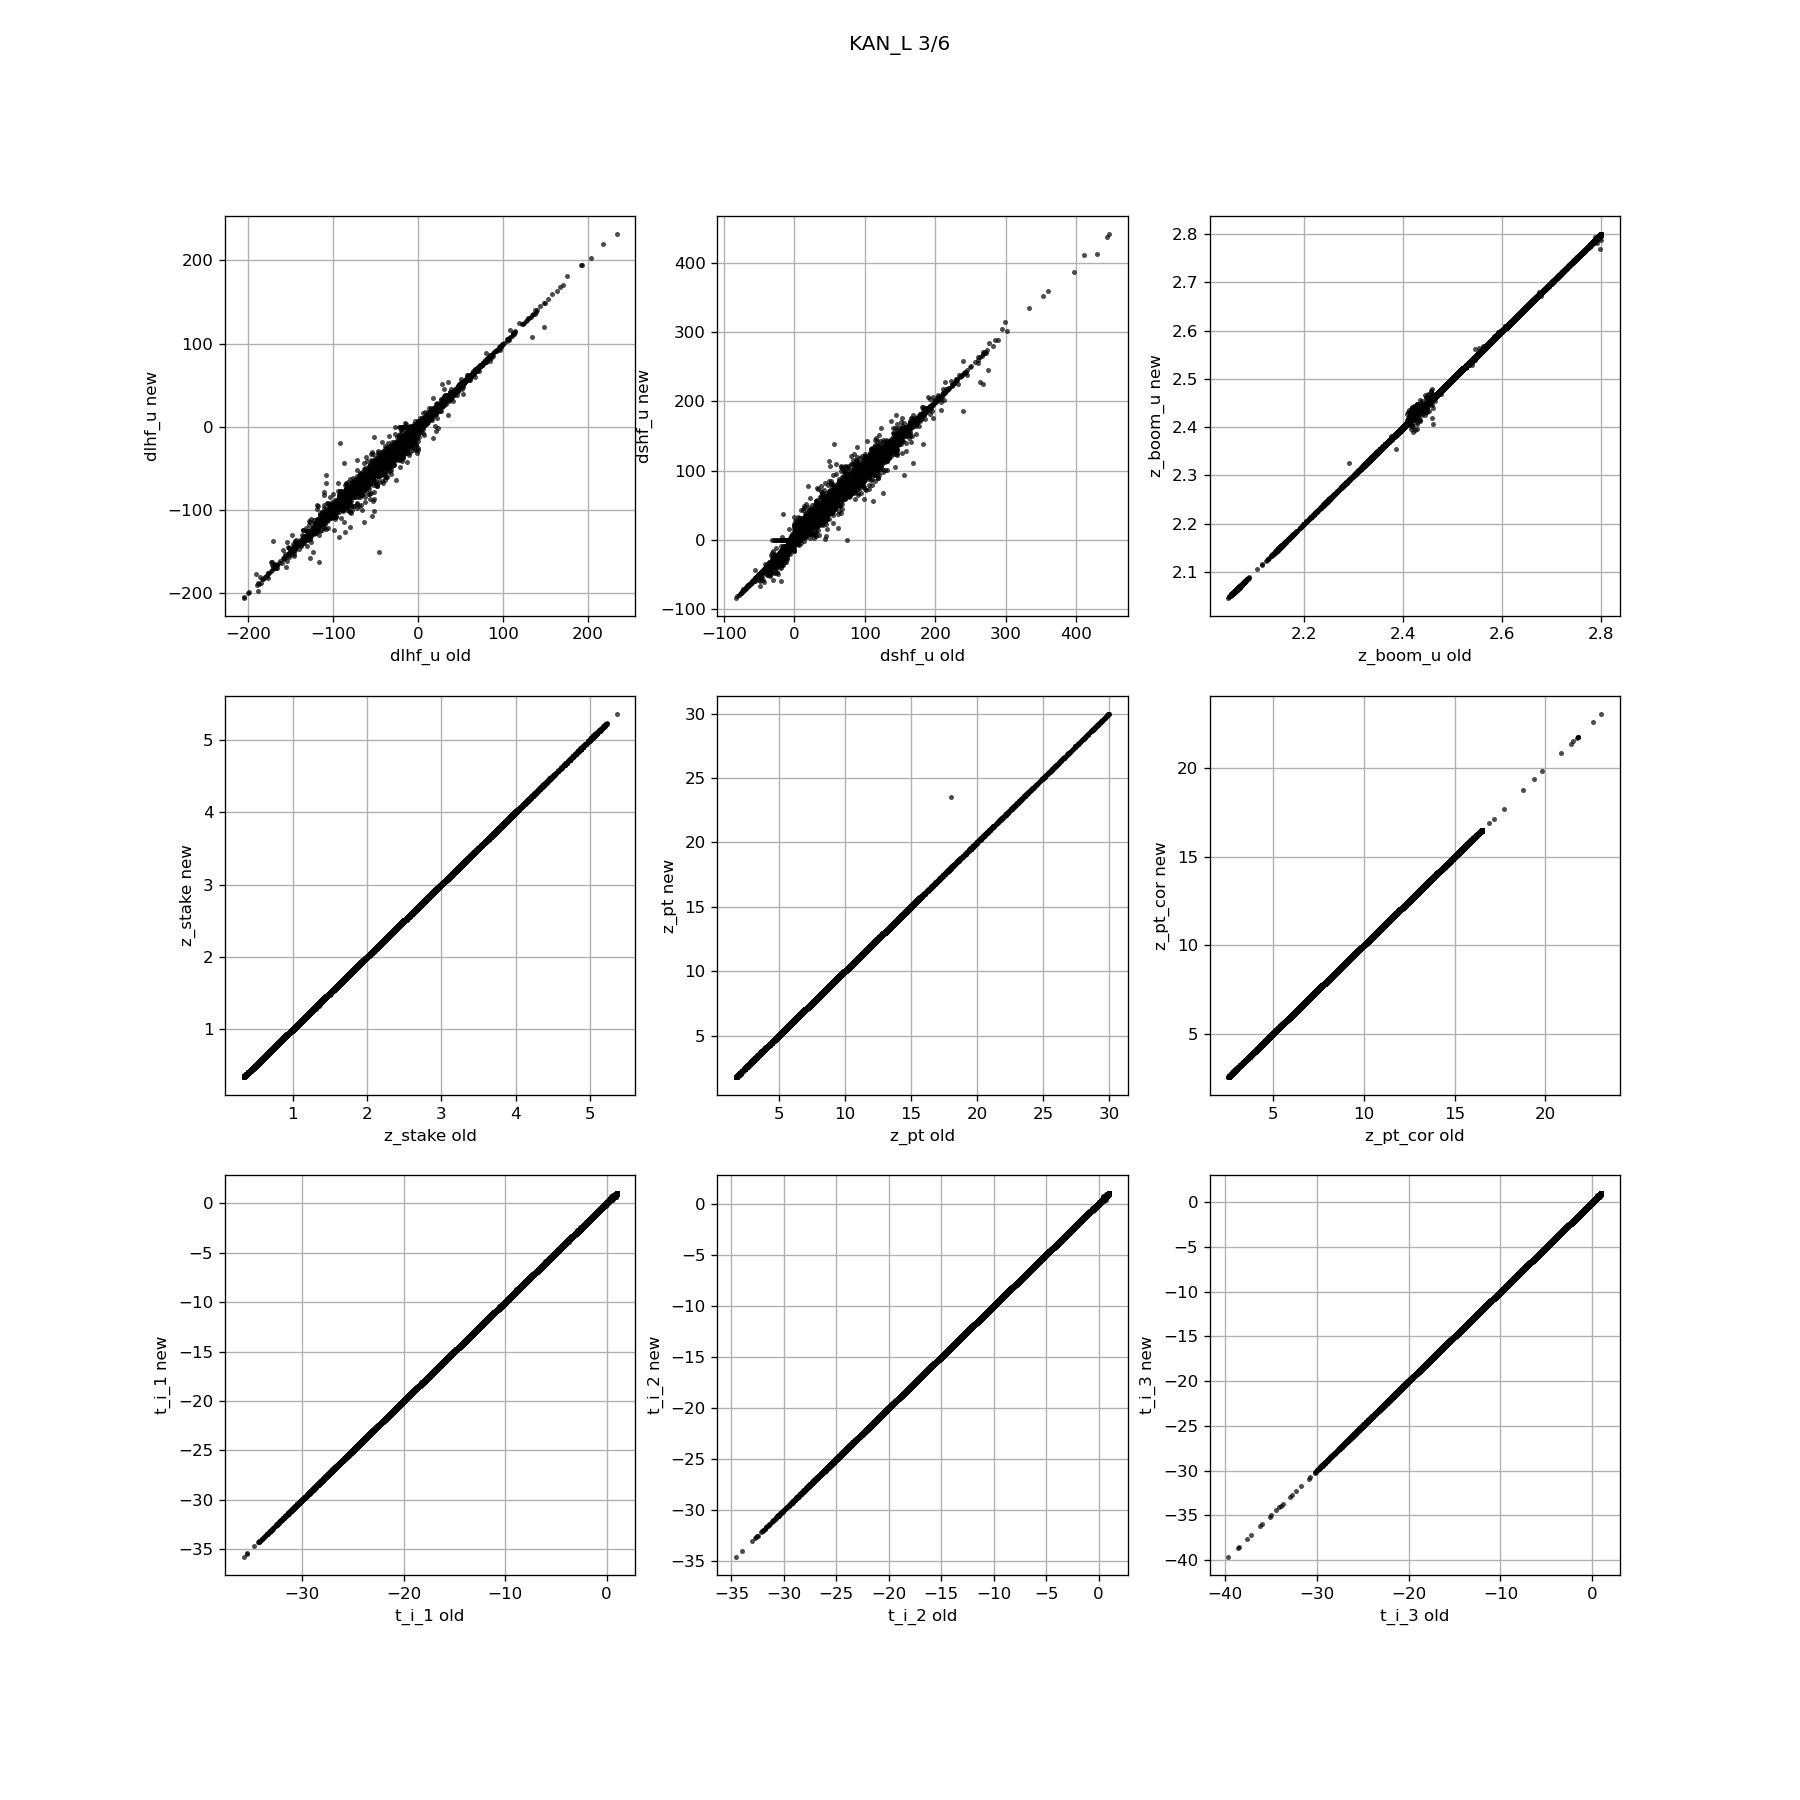 KAN_L 3/6
200
100
0
−100
−200
dlhf_u new
−200 −100 0 100 200
dlhf_u old
400
300
200
100
0
−100
dshf_u new
−100 0 100 200 300 400
dshf_u old
2.8
2.7
2.6
2.5
2.4
2.3
2.2
2.1
z_boom_u new
2.2 2.4 2.6 2.8
z_boom_u old
5
4
3
2
1
z_stake new
1 2 3 4 5
z_stake old
30
25
20
15
10
5
z_pt new
5 10 15 20 25 30
z_pt old
20
15
10
5
z_pt_cor new
5 10 15 20
z_pt_cor old
0
−5
−10
−15
−20
−25
−30
−35
t_i_1 new
−30 −20 −10 0
t_i_1 old
0
−5
−10
−15
−20
−25
−30
−35
t_i_2 new
−35 −30 −25 −20 −15 −10 −5 0
t_i_2 old
0
−5
−10
−15
−20
−25
−30
−35
−40
t_i_3 new
−40 −30 −20 −10 0
t_i_3 old